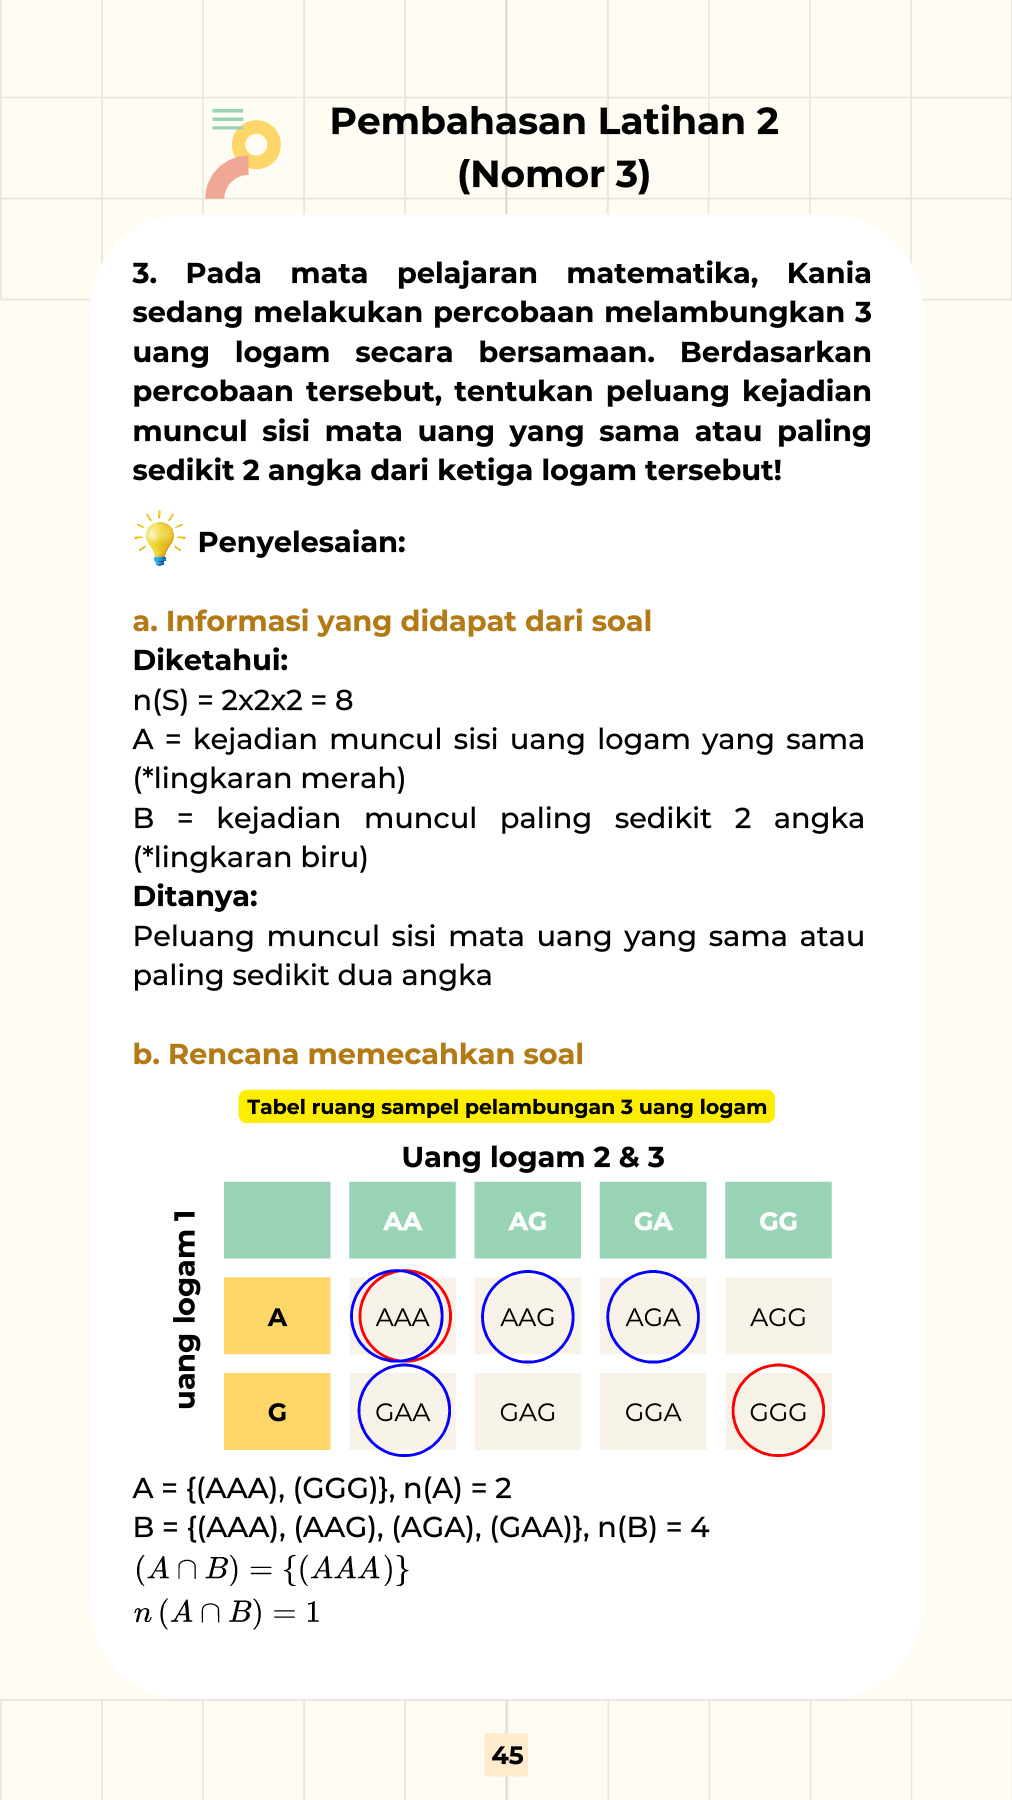 Pembahasan Latihan 2
(Nomor 3)
3. Pada mata pelajaran matematika, Kania
sedang melakukan percobaan melambungkan 3
uang logam secara bersamaan. Berdasarkan
percobaan tersebut, tentukan peluang kejadian
muncul sisi mata uang yang sama atau paling
sedikit 2 angka dari ketiga logam tersebut!
Penyelesaian:
a. Informasi yang didapat dari soal
Diketahui:
n(S) = 2x2x2 = 8
A = kejadian muncul sisi uang logam yang sama
(*lingkaran merah)
B = kejadian muncul paling sedikit 2 angka
(*lingkaran biru)
Ditanya:
Peluang muncul sisi mata uang yang sama atau
paling sedikit dua angka
b. Rencana memecahkan soal
Tabel ruang sampel pelambungan 3 uang logam
Uang logam 2 & 3
uang logam 1
AA AG GA GG
A AAA AAG AGA AGG
G GAA GAG GGA GGG
A = {(AAA), (GGG)}, n(A) = 2
B = {(AAA), (AAG), (AGA), (GAA)}, n(B) = 4
(A ∩ B) = {(AAA)}
n (A ∩ B) = 1
45